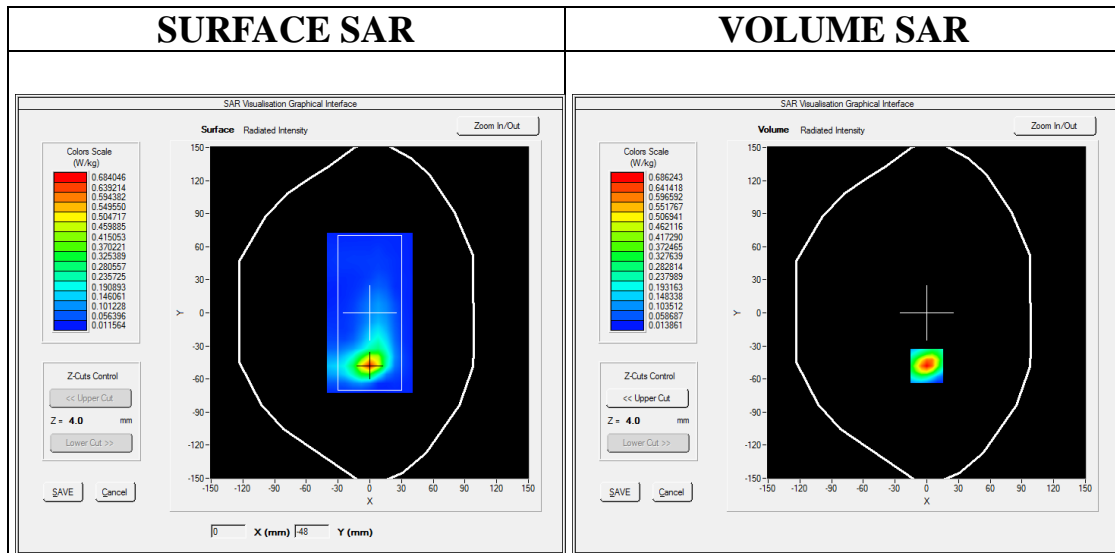 SURFACE SAR
VOLUME SAR
SAR Visualisation Graphical Interface
Surface Radiated Intensity
Zoom In/Out
Colors Scale
(W/kg)
0.684046
0.639214
0.594382
0.549550
0.504717
0.459885
0.415053
0.370221
0.325389
0.280557
0.235725
0.190893
0.146061
0.101228
0.056396
0.011564
150
120
90
60
30
0
-30
-60
-90
-120
-150
Y
-150 -120 -90 -60 -30 0 30 60 90 120 150
X
Z-Cuts Control
<< Upper Cut
Z = 4.0 mm
Lower Cut >>
SAVE Cancel
0 X (mm) -48 Y (mm)
SAR Visualisation Graphical Interface
Volume Radiated Intensity
Zoom In/Out
Colors Scale
(W/kg)
0.686243
0.641418
0.596592
0.551767
0.506941
0.462116
0.417290
0.372465
0.327639
0.282814
0.237989
0.193163
0.148338
0.103512
0.058687
0.013861
150
120
90
60
30
0
-30
-60
-90
-120
-150
Y
-150 -120 -90 -60 -30 0 30 60 90 120 150
X
Z-Cuts Control
<< Upper Cut
Z = 4.0 mm
Lower Cut >>
SAVE Cancel